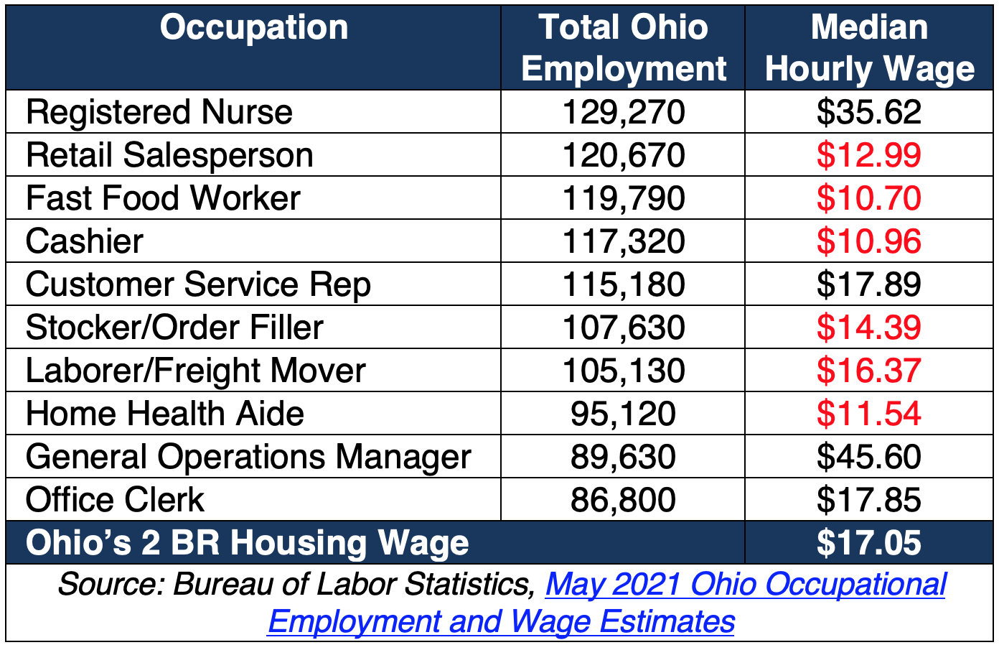 Occupation Total Ohio Employment Median Hourly Wage
Registered Nurse 129,270 $35.62
Retail Salesperson 120,670 $12.99
Fast Food Worker 119,790 $10.70
Cashier 117,320 $10.96
Customer Service Rep 115,180 $17.89
Stocker/Order Filler 107,630 $14.39
Laborer/Freight Mover 105,130 $16.37
Home Health Aide 95,120 $11.54
General Operations Manager 89,630 $45.60
Office Clerk 86,800 $17.85
Ohio’s 2 BR Housing Wage $17.05
Source: Bureau of Labor Statistics, May 2021 Ohio Occupational
Employment and Wage Estimates